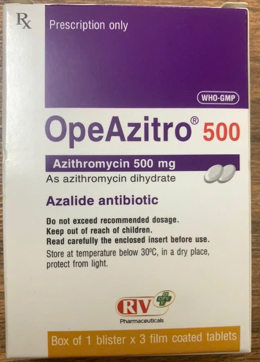 Rx
Prescription only
WHO-GMP
OpeAzitro® 500
Azithromycin 500 mg
As azithromycin dihydrate
Azalide antibiotic
Do not exceed recommended dosage.
Keep out of reach of children.
Read carefully the enclosed insert before use.
Store at temperature below 30ºC, in a dry place,
protect from light.
RV
Pharmaceuticals
Box of 1 blister x 3 film coated tablets